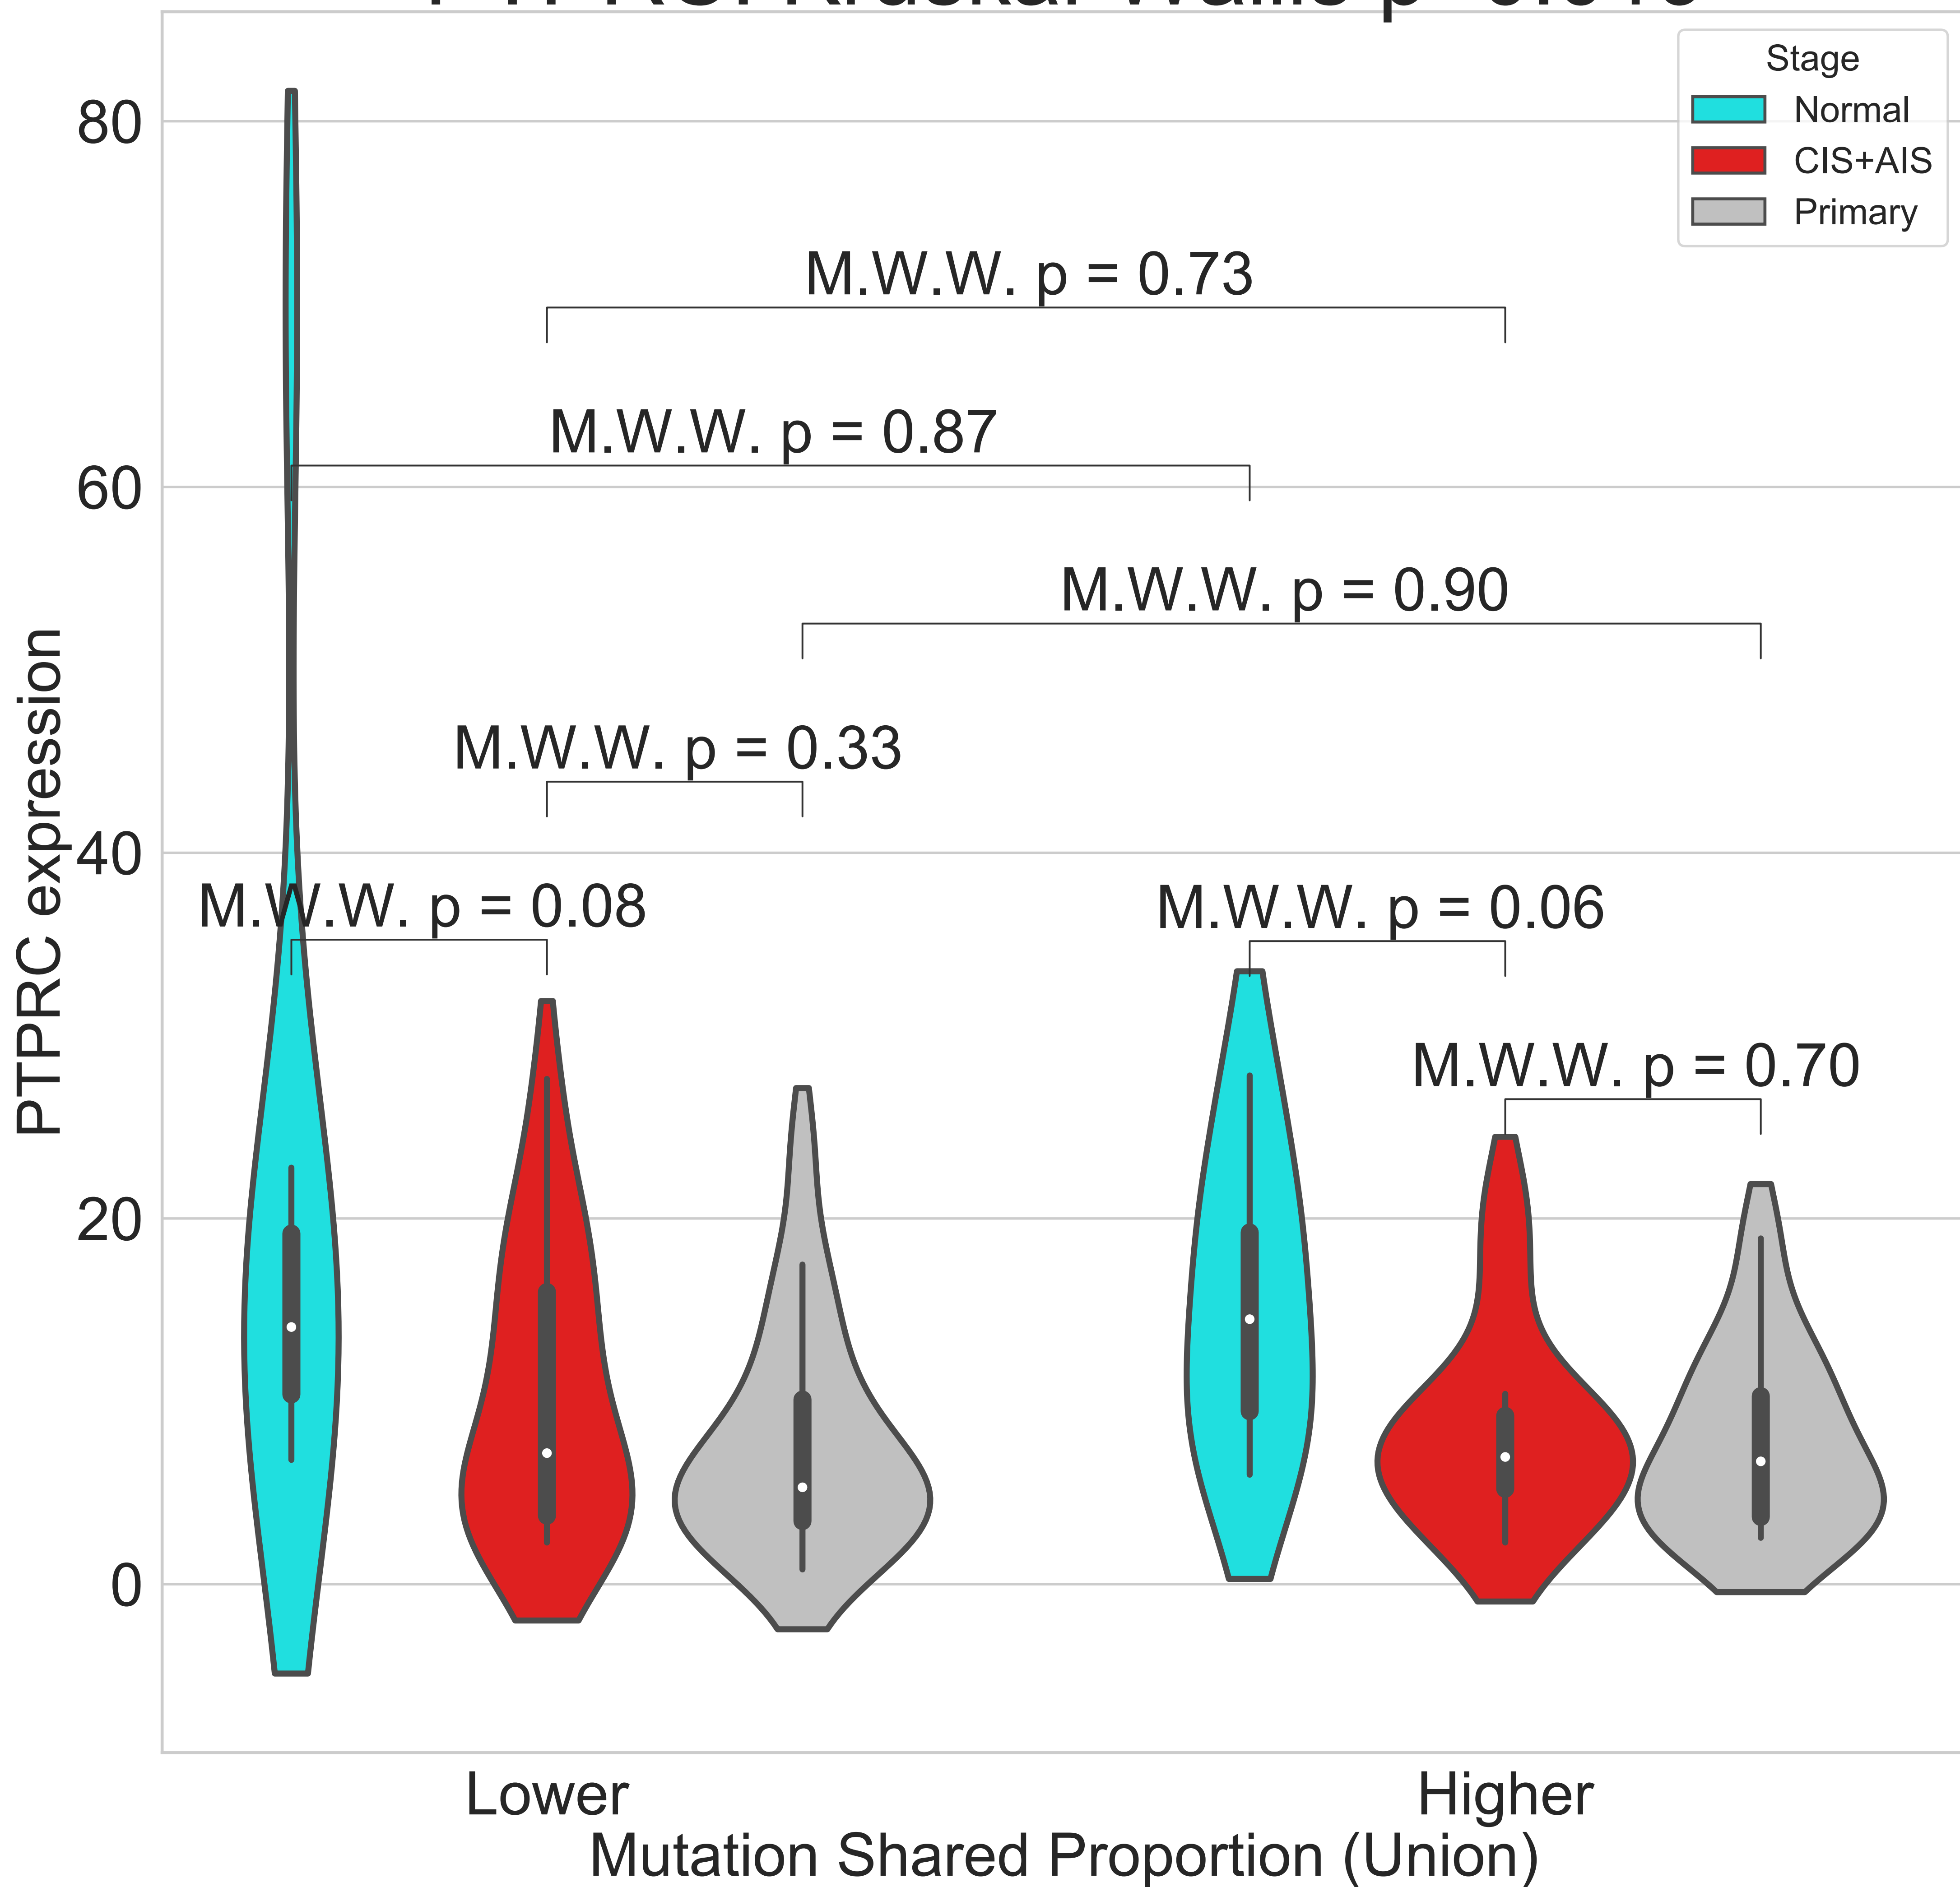 Stage
Normal
CIS+AIS
Primary
80
60
40
20
0
PTPRC expression
M.W.W. p = 0.73
M.W.W. p = 0.87
M.W.W. p = 0.90
M.W.W. p = 0.33
M.W.W. p = 0.08
M.W.W. p = 0.06
M.W.W. p = 0.70
Lower
Higher
Mutation Shared Proportion (Union)